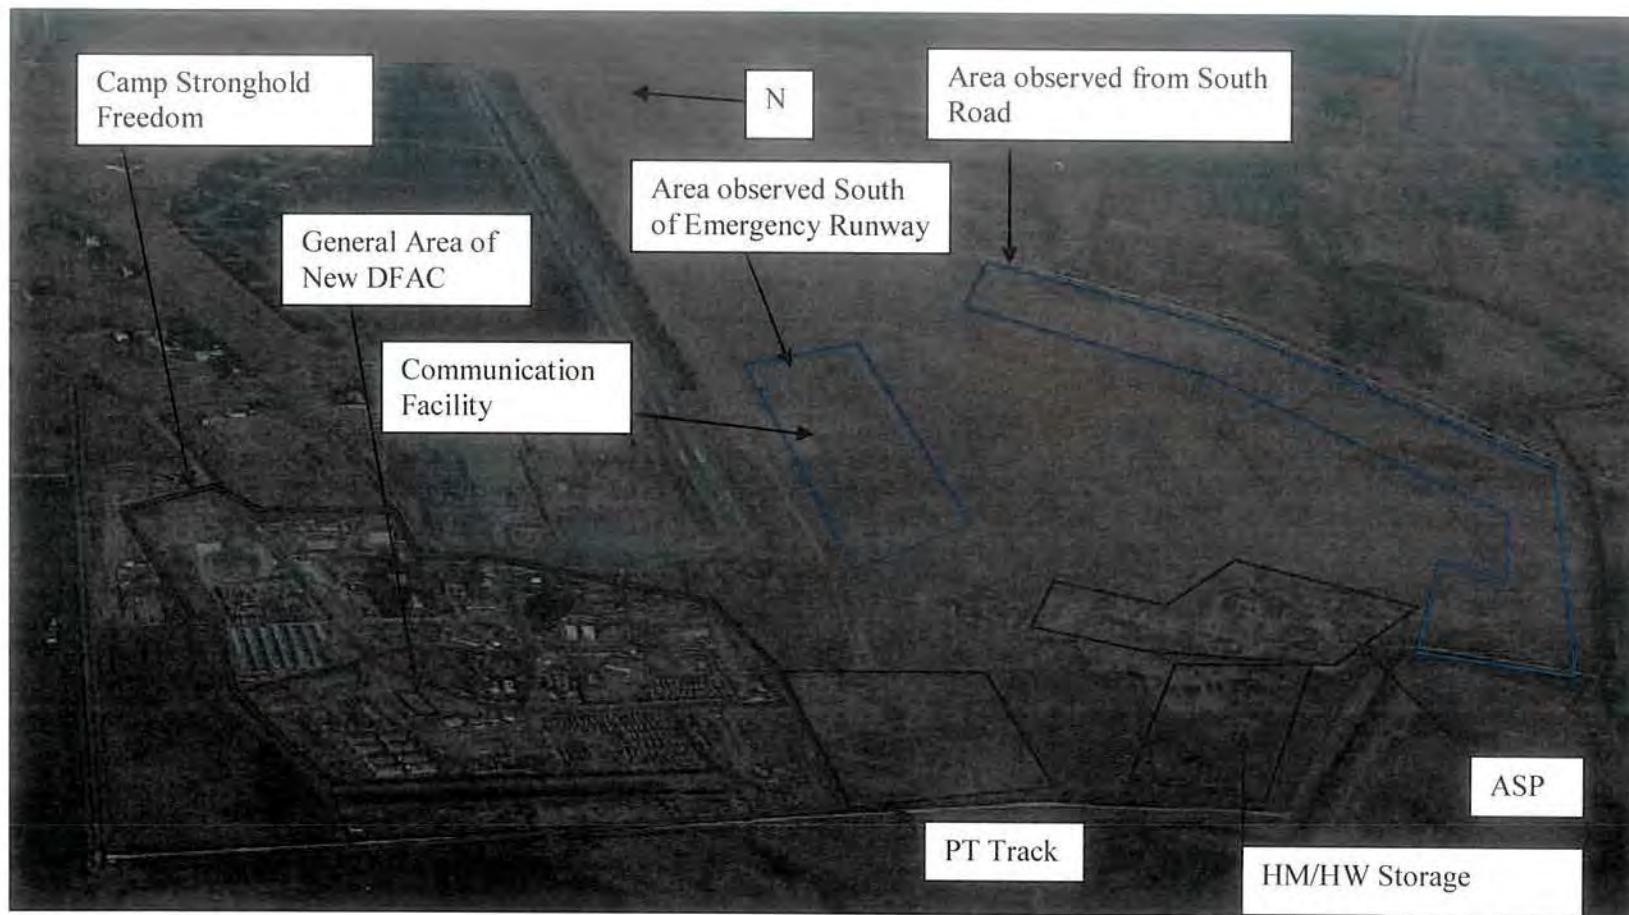 Camp Stronghold
Freedom
N
Area observed from South
Road
Area observed South
of Emergency Runway
General Area of
New DFAC
Communication
Facility
ASP
PT Track
HM/HW Storage